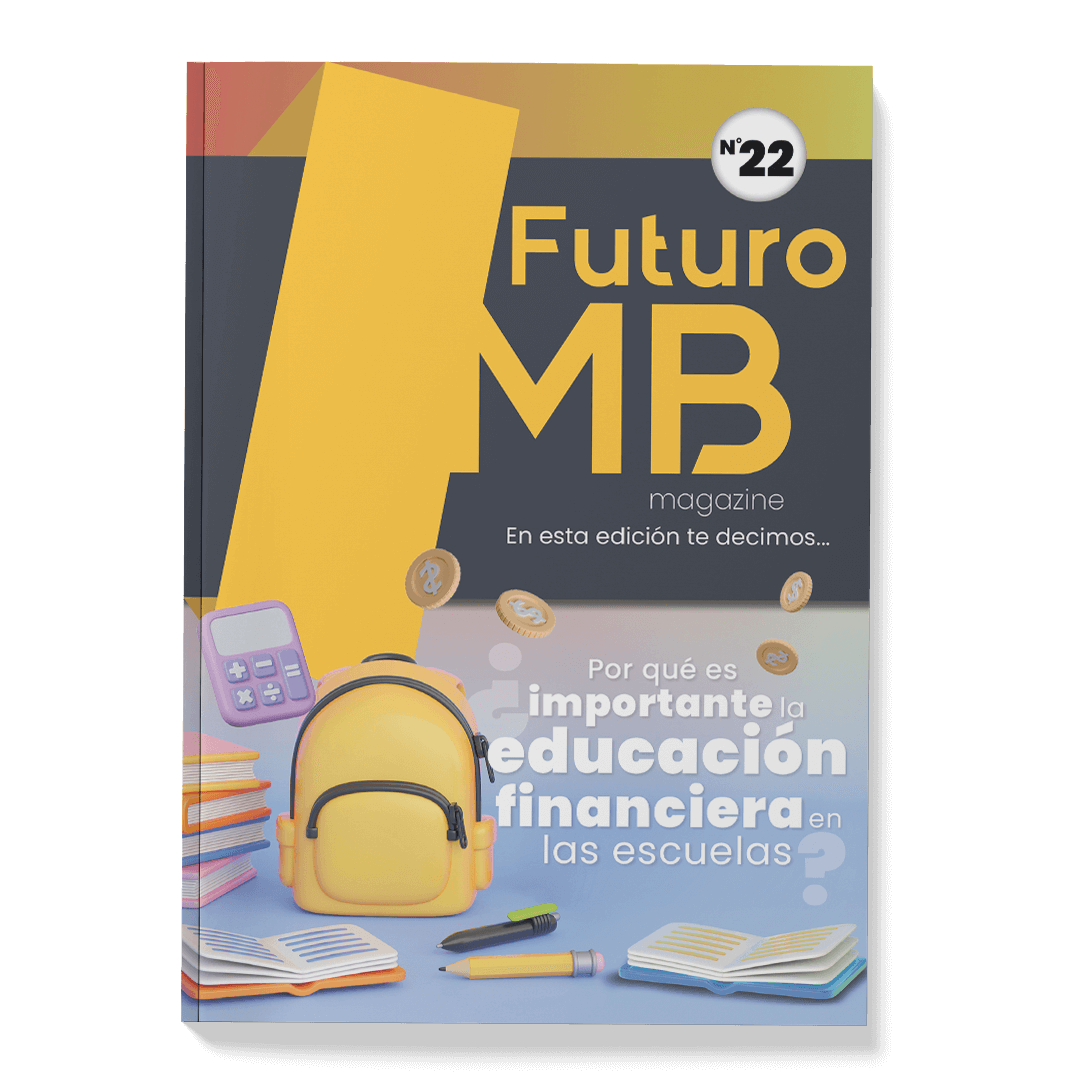 N°22
Futuro
MB
magazine
En esta edición te decimos...
¿
Por qué es
importante la
educación
financiera en
las escuelas
?